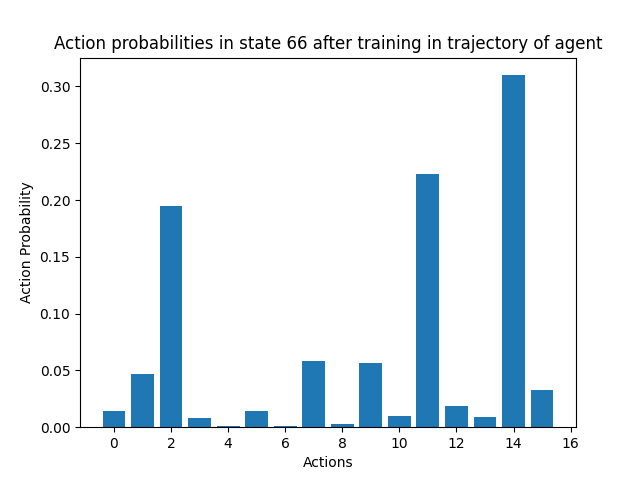 Action probabilities in state 66 after training in trajectory of agent
Action Probability
0.30
0.25
0.20
0.15
0.10
0.05
0.00
0 2 4 6 8 10 12 14 16
Actions